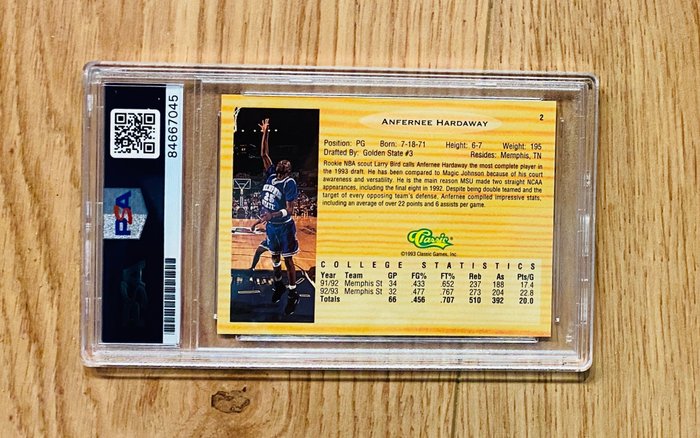 PSA
84667045
2
ANFERNEE HARDAWAY
Position: PG Born: 7-18-71 Height: 6-7 Weight: 195
Drafted By: Golden State #3 Resides: Memphis, TN
Rookie NBA scout Larry Bird calls Anfernee Hardaway the most complete player in
the 1993 draft. He has been compared to Magic Johnson because of his court
awareness and versatility. He is the main reason MSU made two straight NCAA
appearances, including the final eight in 1992. Despite being double teamed and the
target of every opposing team's defense, Anfernee compiled impressive stats,
including an average of over 22 points and 6 assists per game.
MEMPHIS
STATE
25
Classic
©1993 Classic Games, Inc.
COLLEGE STATISTICS
Year Team GP FG% FT% Reb As Pts/G
91/92 Memphis St 34 .433 .652 237 188 17.4
92/93 Memphis St 32 .477 .767 273 204 22.8
Totals 66 .456 .707 510 392 20.0